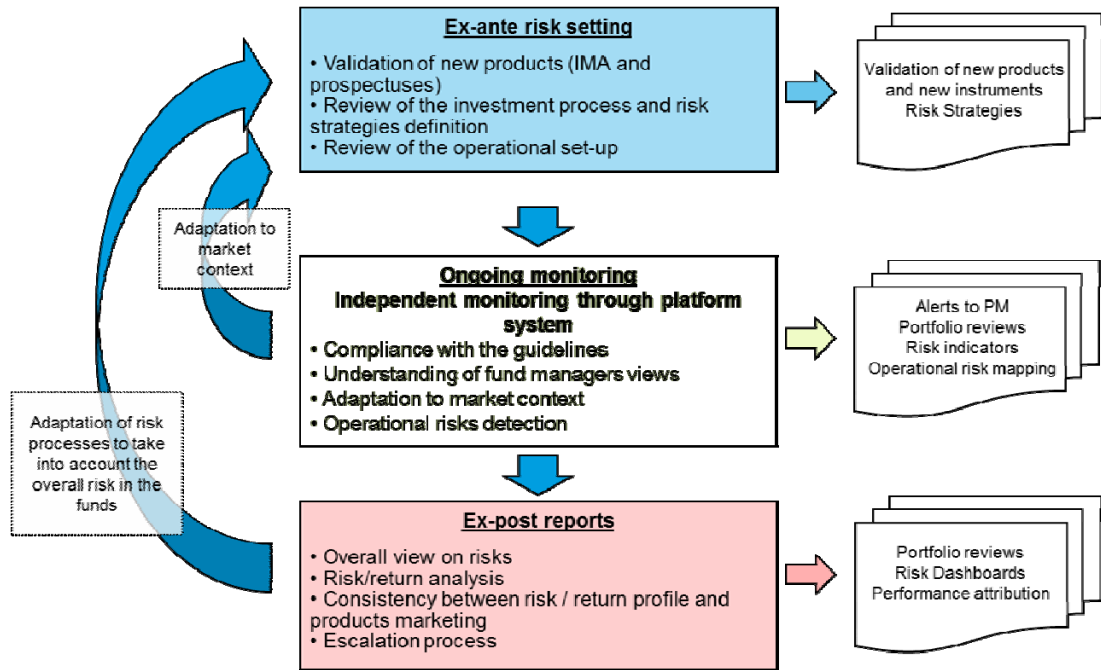 Ex-ante risk setting
• Validation of new products (IMA and
prospectuses)
• Review of the investment process and risk
strategies definition
• Review of the operational set-up
Validation of new products
and new instruments
Risk Strategies
Adaptation to
market
context
Ongoing monitoring
Independent monitoring through platform
system
• Compliance with the guidelines
• Understanding of fund managers views
• Adaptation to market context
• Operational risks detection
Alerts to PM
Portfolio reviews
Risk indicators
Operational risk mapping
Adaptation of risk
processes to take
into account the
overall risk in the
funds
Ex-post reports
• Overall view on risks
• Risk/return analysis
• Consistency between risk / return profile and
products marketing
• Escalation process
Portfolio reviews
Risk Dashboards
Performance attribution